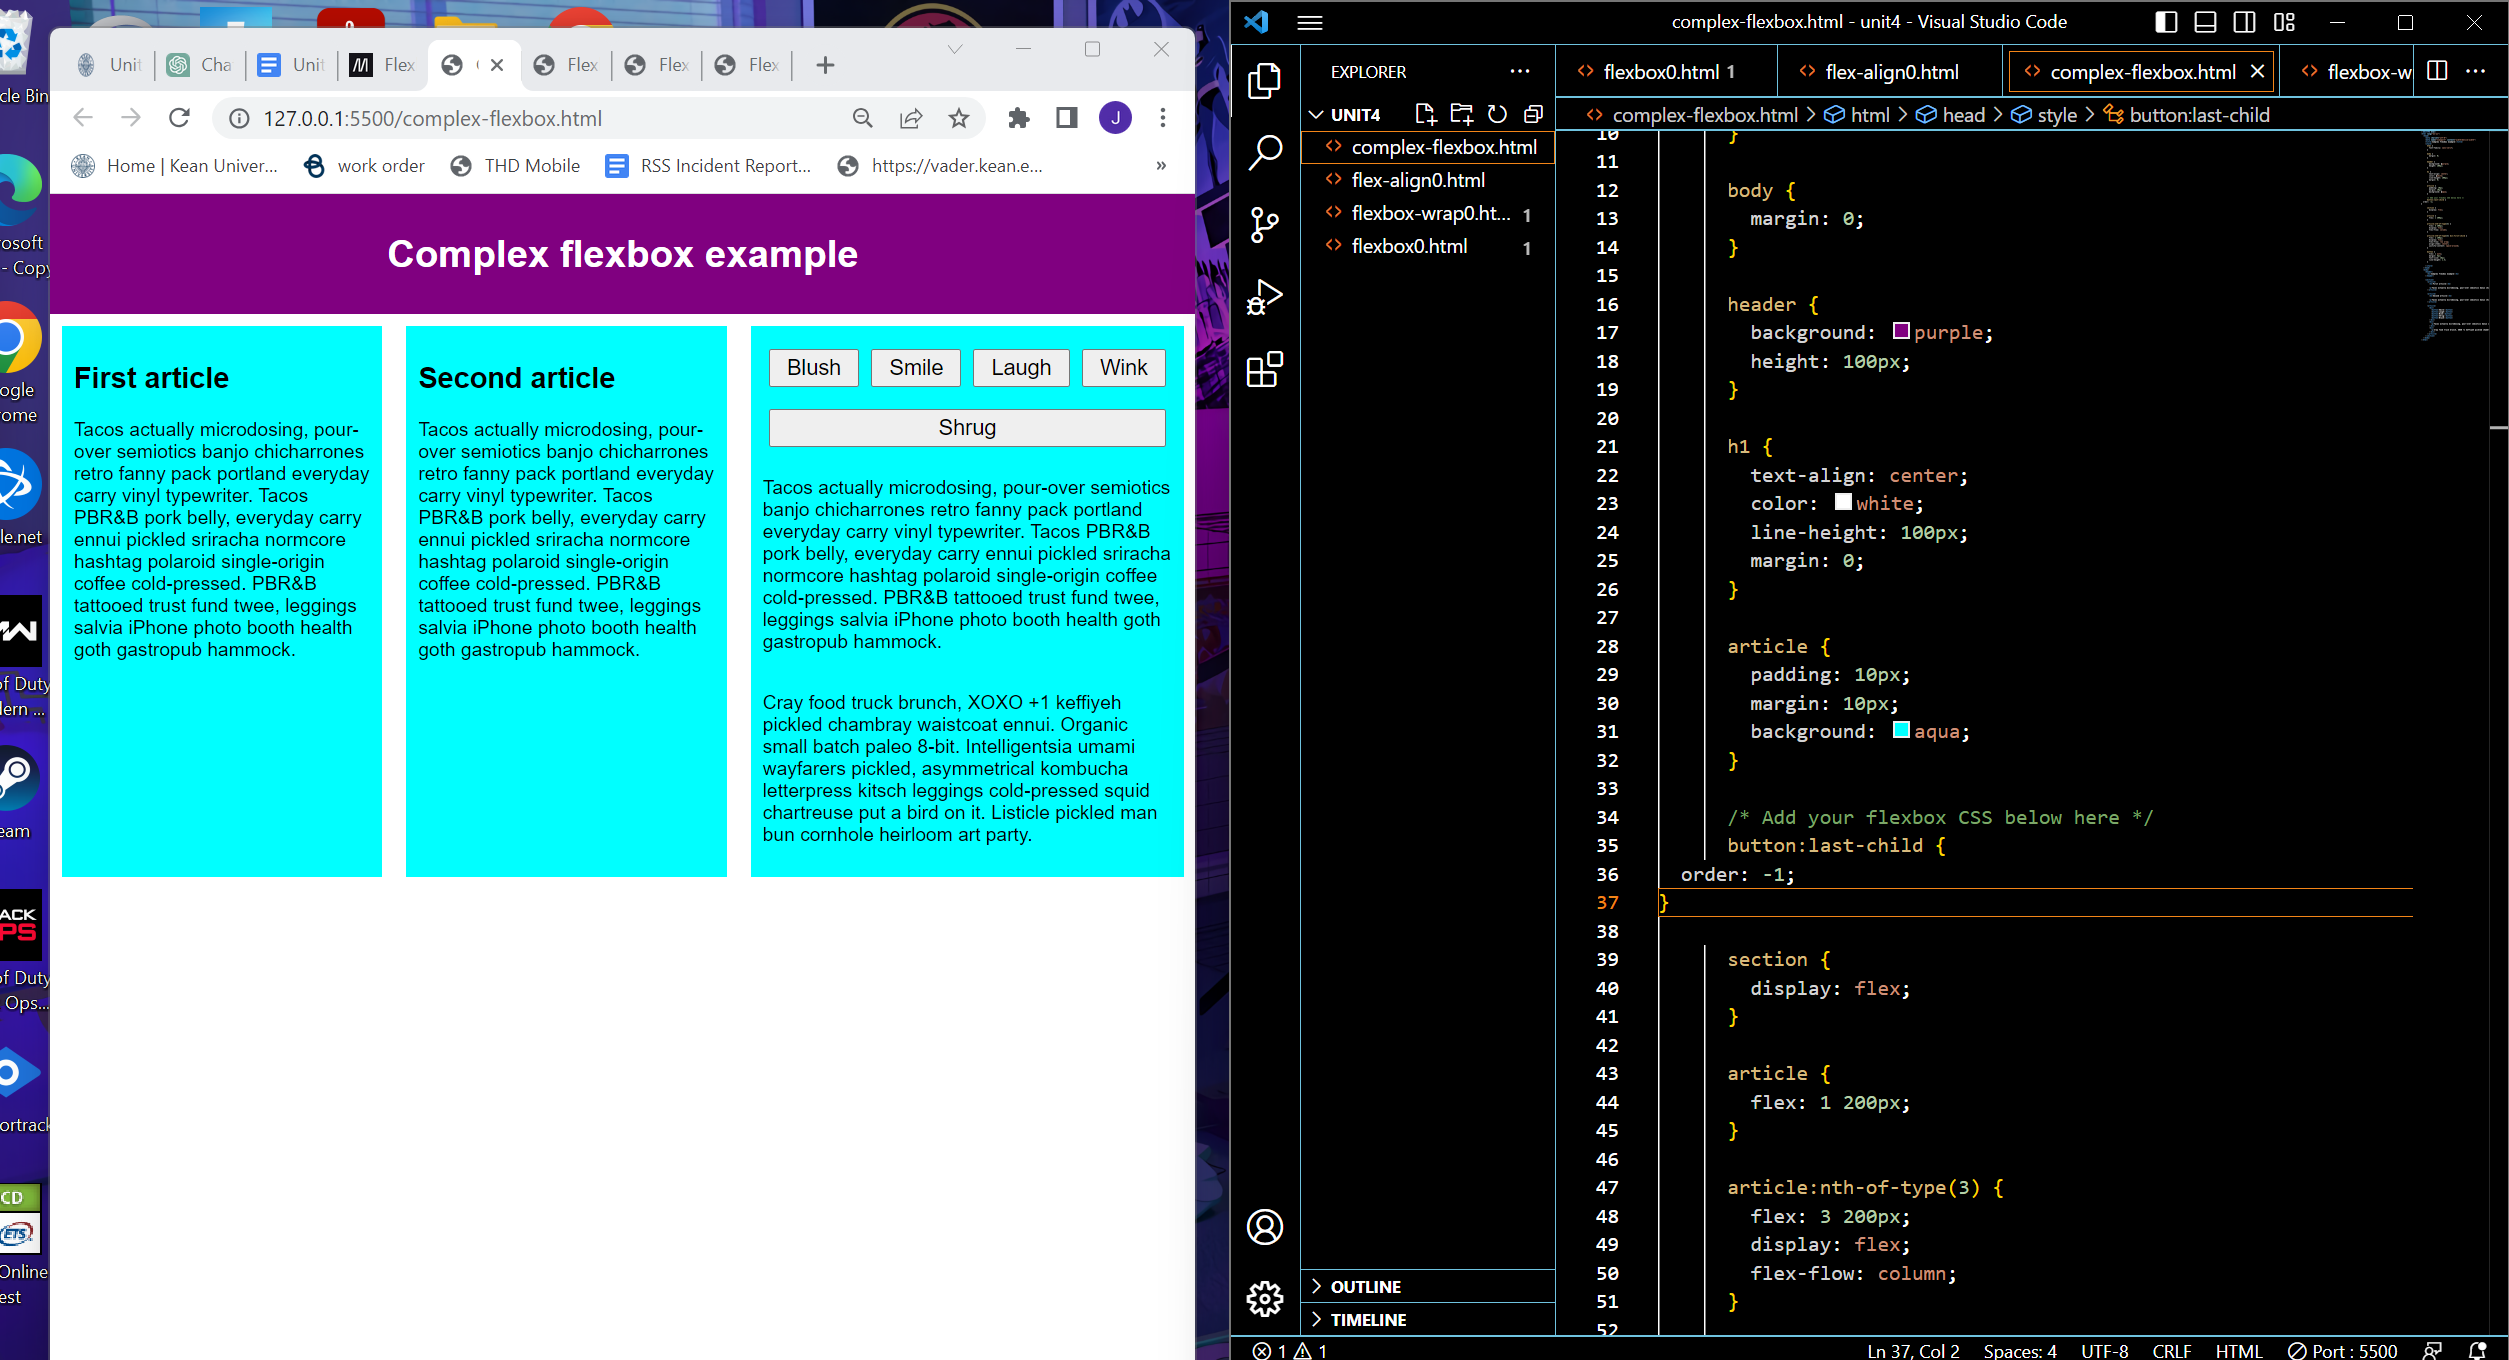 cle Bin
osoft
- Copy
ogle
ome
le.net
of Duty
dern ...
eam
ACK
PS
of Duty
Ops...
ortrack
CD
ETS
Online
est
Unit
Cha
Unit
Flex
Flex
Flex
Flex
127.0.0.1:5500/complex-flexbox.html
J
Home | Kean Univer...
work order
THD Mobile
RSS Incident Report...
https://vader.kean.e...
»
Complex flexbox example
First article
Tacos actually microdosing, pour-
over semiotics banjo chicharrones
retro fanny pack portland everyday
carry vinyl typewriter. Tacos
PBR&B pork belly, everyday carry
ennui pickled sriracha normcore
hashtag polaroid single-origin
coffee cold-pressed. PBR&B
tattooed trust fund twee, leggings
salvia iPhone photo booth health
goth gastropub hammock.
Second article
Tacos actually microdosing, pour-
over semiotics banjo chicharrones
retro fanny pack portland everyday
carry vinyl typewriter. Tacos
PBR&B pork belly, everyday carry
ennui pickled sriracha normcore
hashtag polaroid single-origin
coffee cold-pressed. PBR&B
tattooed trust fund twee, leggings
salvia iPhone photo booth health
goth gastropub hammock.
Blush Smile Laugh Wink
Shrug
Tacos actually microdosing, pour-over semiotics
banjo chicharrones retro fanny pack portland
everyday carry vinyl typewriter. Tacos PBR&B
pork belly, everyday carry ennui pickled sriracha
normcore hashtag polaroid single-origin coffee
cold-pressed. PBR&B tattooed trust fund twee,
leggings salvia iPhone photo booth health goth
gastropub hammock.
Cray food truck brunch, XOXO +1 keffiyeh
pickled chambray waistcoat ennui. Organic
small batch paleo 8-bit. Intelligentsia umami
wayfarers pickled, asymmetrical kombucha
letterpress kitsch leggings cold-pressed squid
chartreuse put a bird on it. Listicle pickled man
bun cornhole heirloom art party.
complex-flexbox.html - unit4 - Visual Studio Code
EXPLORER
UNIT4
complex-flexbox.html
flex-align0.html
flexbox-wrap0.ht... 1
flexbox0.html 1
OUTLINE
TIMELINE
flexbox0.html 1
flex-align0.html
complex-flexbox.html
flexbox-w
complex-flexbox.html > html > head > style > button:last-child
10 }
11
12 body {
13 margin: 0;
14 }
15
16 header {
17 background: purple;
18 height: 100px;
19 }
20
21 h1 {
22 text-align: center;
23 color: white;
24 line-height: 100px;
25 margin: 0;
26 }
27
28 article {
29 padding: 10px;
30 margin: 10px;
31 background: aqua;
32 }
33
34 /* Add your flexbox CSS below here */
35 button:last-child {
36 order: -1;
37 }
38
39 section {
40 display: flex;
41 }
42
43 article {
44 flex: 1 200px;
45 }
46
47 article:nth-of-type(3) {
48 flex: 3 200px;
49 display: flex;
50 flex-flow: column;
51 }
52
1 1
Ln 37, Col 2 Spaces: 4 UTF-8 CRLF HTML Port : 5500